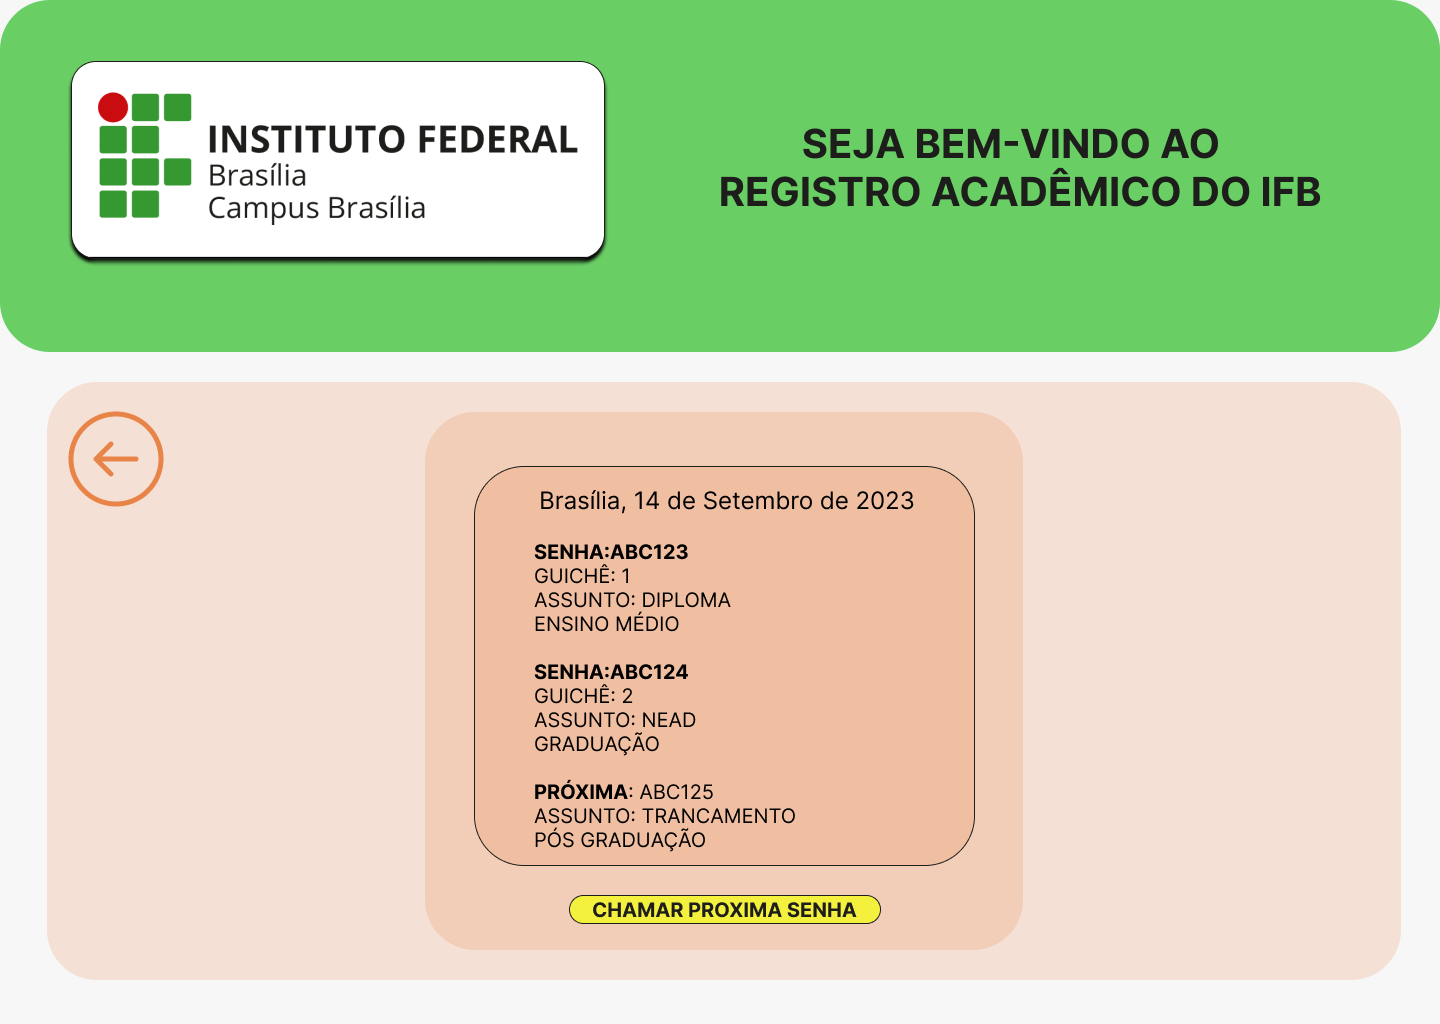 INSTITUTO FEDERAL
Brasília
Campus Brasília
SEJA BEM-VINDO AO
REGISTRO ACADÊMICO DO IFB
Brasília, 14 de Setembro de 2023
SENHA:ABC123
GUICHÊ: 1
ASSUNTO: DIPLOMA
ENSINO MÉDIO
SENHA:ABC124
GUICHÊ: 2
ASSUNTO: NEAD
GRADUAÇÃO
PRÓXIMA: ABC125
ASSUNTO: TRANCAMENTO
PÓS GRADUAÇÃO
CHAMAR PROXIMA SENHA